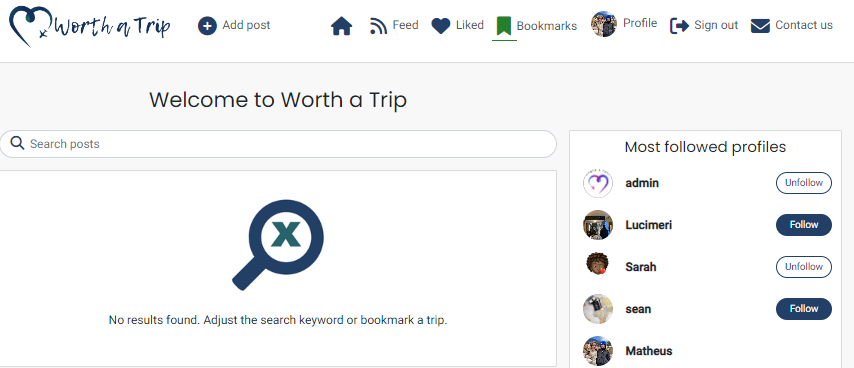 Worth a Trip
Add post
Feed
Liked
Bookmarks
Profile
Sign out
Contact us
Welcome to Worth a Trip
Search posts
No results found. Adjust the search keyword or bookmark a trip.
Most followed profiles
admin Unfollow
Lucimeri Follow
Sarah Unfollow
sean Follow
Matheus